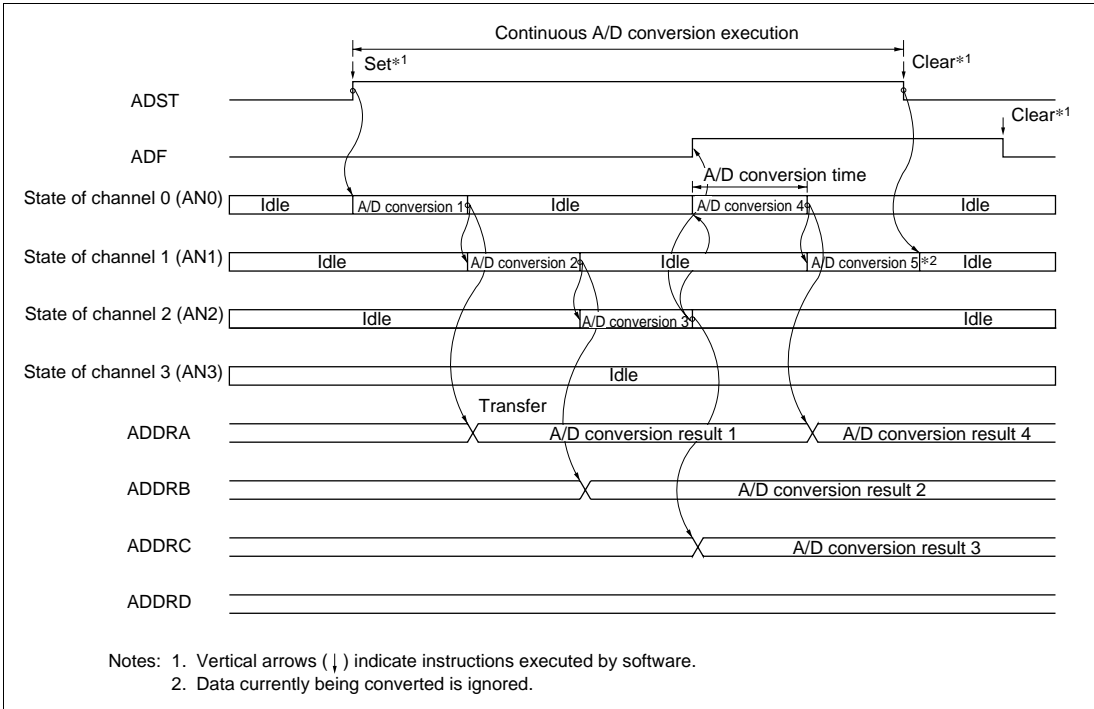 Continuous A/D conversion execution
Set*1
Clear*1
ADST
Clear*1
ADF
A/D conversion time
State of channel 0 (AN0)
Idle
A/D conversion 1
Idle
A/D conversion 4
Idle
State of channel 1 (AN1)
Idle
A/D conversion 2
Idle
A/D conversion 5
*2
Idle
State of channel 2 (AN2)
Idle
A/D conversion 3
Idle
State of channel 3 (AN3)
Idle
Transfer
ADDRA
A/D conversion result 1
A/D conversion result 4
ADDRB
A/D conversion result 2
ADDRC
A/D conversion result 3
ADDRD
Notes: 1. Vertical arrows (↓) indicate instructions executed by software.
2. Data currently being converted is ignored.